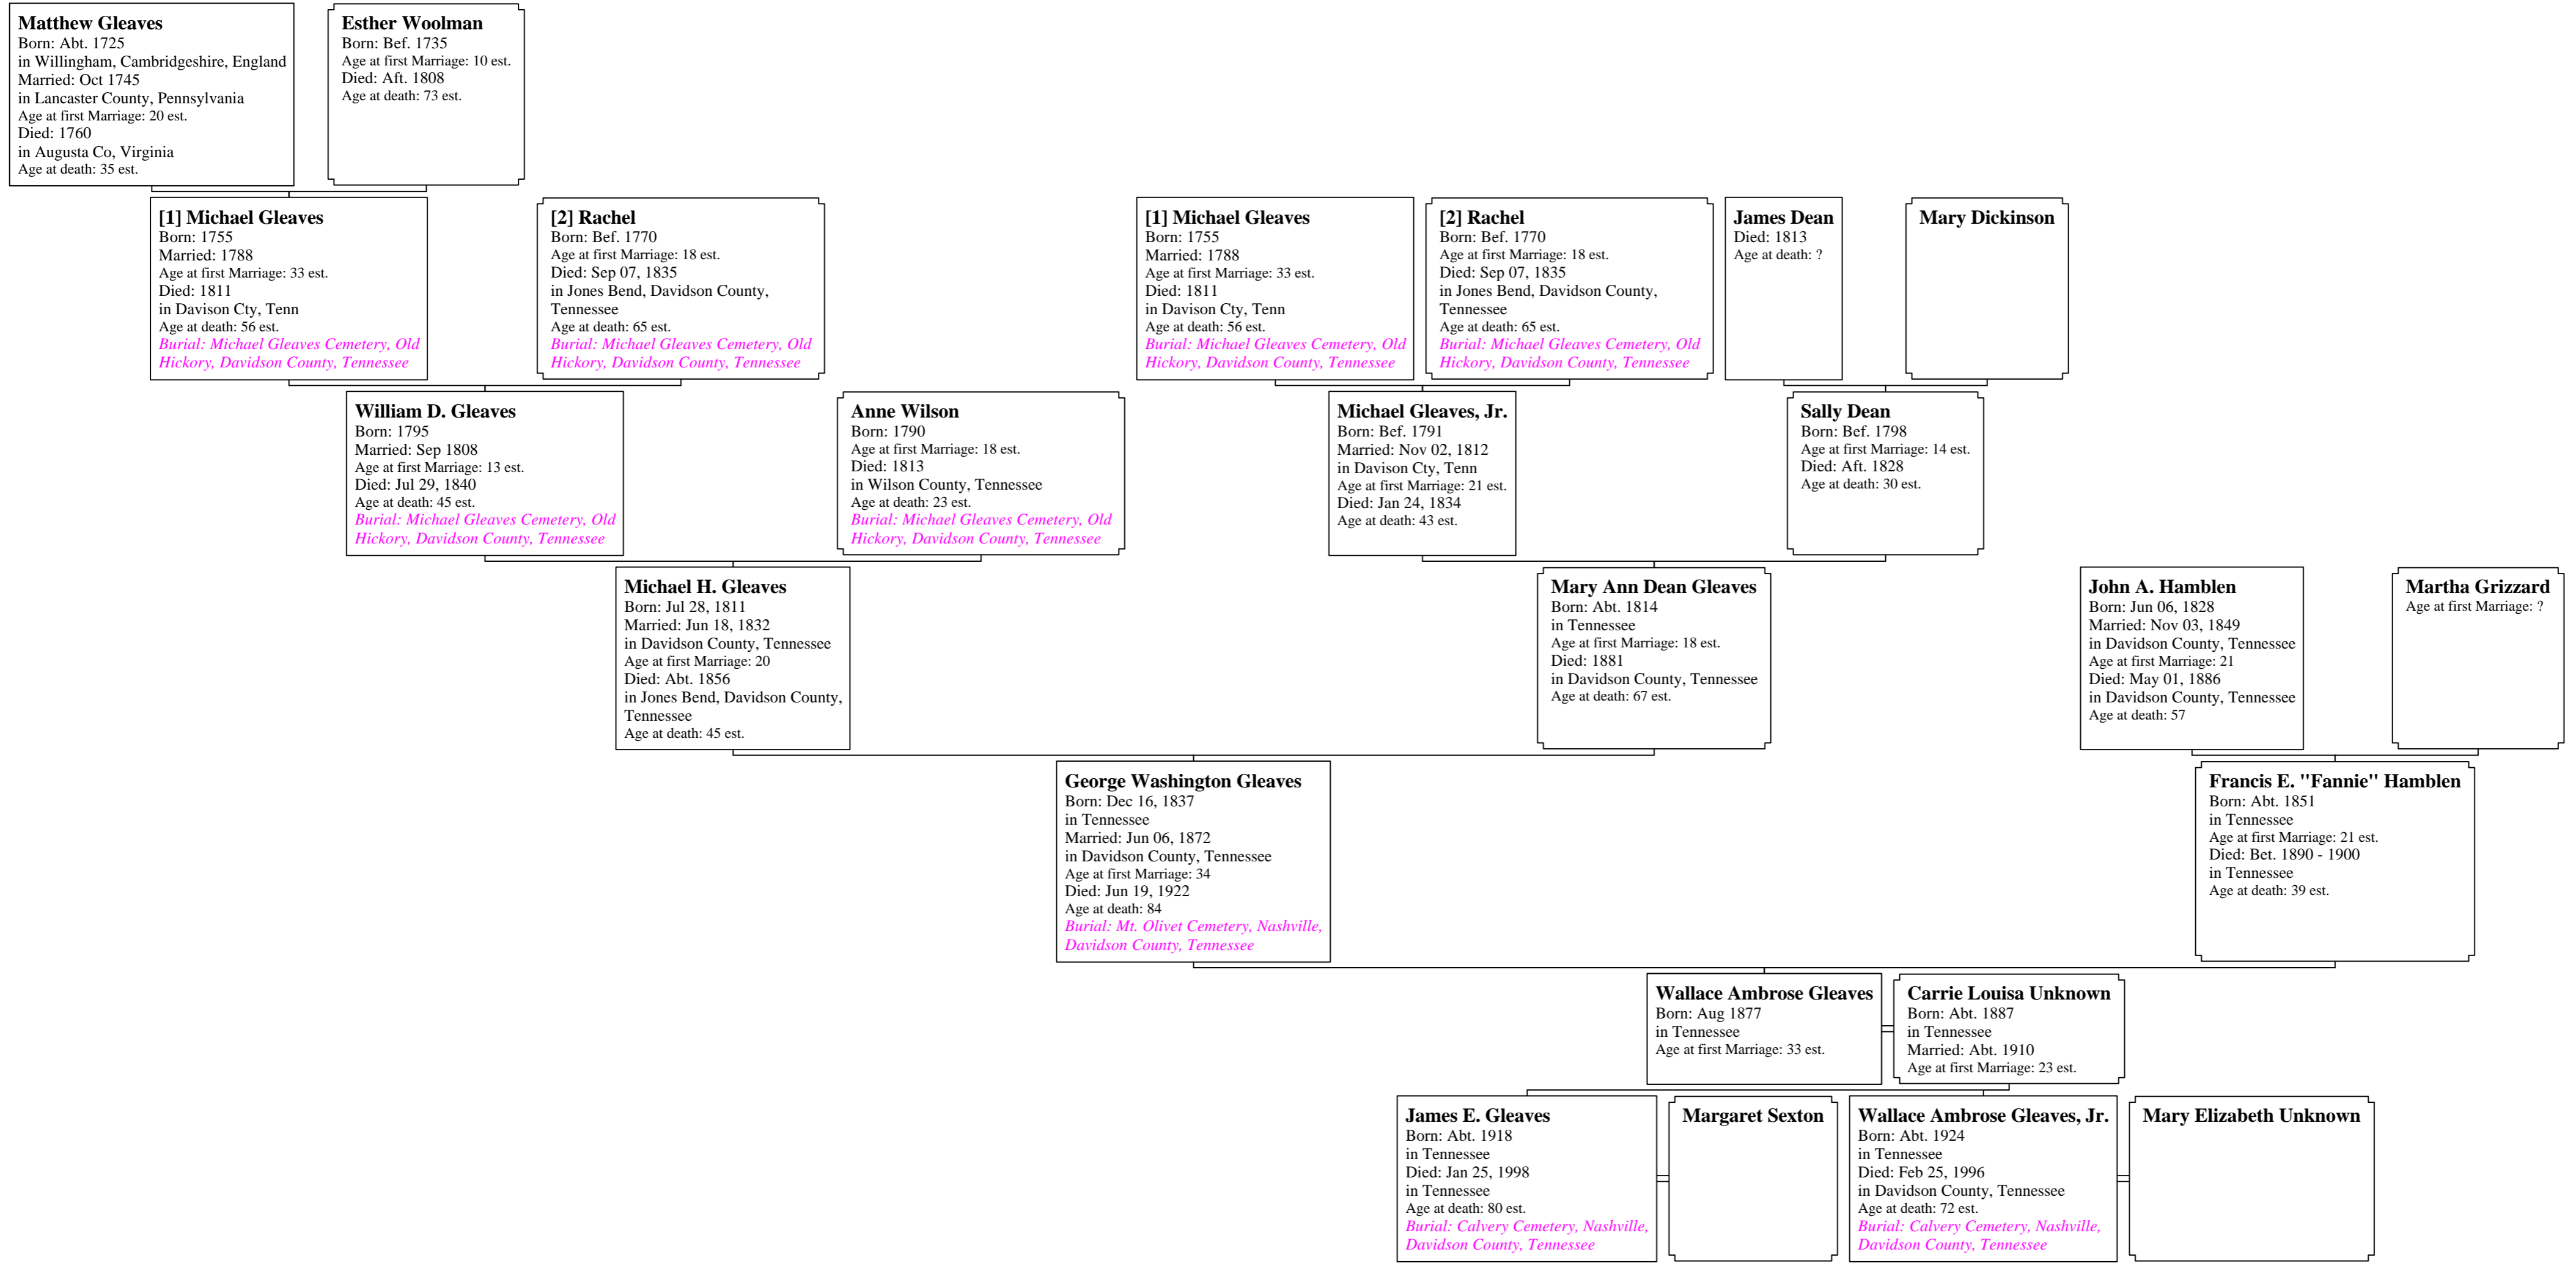 Matthew Gleaves
Born: Abt. 1725
in Willingham, Cambridgeshire, England
Married: Oct 1745
in Lancaster County, Pennsylvania
Age at first Marriage: 20 est.
Died: 1760
in Augusta Co, Virginia
Age at death: 35 est.
Esther Woolman
Born: Bef. 1735
Age at first Marriage: 10 est.
Died: Aft. 1808
Age at death: 73 est.
[1] Michael Gleaves
Born: 1755
Married: 1788
Age at first Marriage: 33 est.
Died: 1811
in Davison Cty, Tenn
Age at death: 56 est.
Burial: Michael Gleaves Cemetery, Old
Hickory, Davidson County, Tennessee
[2] Rachel
Born: Bef. 1770
Age at first Marriage: 18 est.
Died: Sep 07, 1835
in Jones Bend, Davidson County,
Tennessee
Age at death: 65 est.
Burial: Michael Gleaves Cemetery, Old
Hickory, Davidson County, Tennessee
[1] Michael Gleaves
Born: 1755
Married: 1788
Age at first Marriage: 33 est.
Died: 1811
in Davison Cty, Tenn
Age at death: 56 est.
Burial: Michael Gleaves Cemetery, Old
Hickory, Davidson County, Tennessee
[2] Rachel
Born: Bef. 1770
Age at first Marriage: 18 est.
Died: Sep 07, 1835
in Jones Bend, Davidson County,
Tennessee
Age at death: 65 est.
Burial: Michael Gleaves Cemetery, Old
Hickory, Davidson County, Tennessee
James Dean
Died: 1813
Age at death: ?
Mary Dickinson
William D. Gleaves
Born: 1795
Married: Sep 1808
Age at first Marriage: 13 est.
Died: Jul 29, 1840
Age at death: 45 est.
Burial: Michael Gleaves Cemetery, Old
Hickory, Davidson County, Tennessee
Anne Wilson
Born: 1790
Age at first Marriage: 18 est.
Died: 1813
in Wilson County, Tennessee
Age at death: 23 est.
Burial: Michael Gleaves Cemetery, Old
Hickory, Davidson County, Tennessee
Michael Gleaves, Jr.
Born: Bef. 1791
Married: Nov 02, 1812
in Davison Cty, Tenn
Age at first Marriage: 21 est.
Died: Jan 24, 1834
Age at death: 43 est.
Sally Dean
Born: Bef. 1798
Age at first Marriage: 14 est.
Died: Aft. 1828
Age at death: 30 est.
Michael H. Gleaves
Born: Jul 28, 1811
Married: Jun 18, 1832
in Davidson County, Tennessee
Age at first Marriage: 20
Died: Abt. 1856
in Jones Bend, Davidson County,
Tennessee
Age at death: 45 est.
Mary Ann Dean Gleaves
Born: Abt. 1814
in Tennessee
Age at first Marriage: 18 est.
Died: 1881
in Davidson County, Tennessee
Age at death: 67 est.
John A. Hamblen
Born: Jun 06, 1828
Married: Nov 03, 1849
in Davidson County, Tennessee
Age at first Marriage: 21
Died: May 01, 1886
in Davidson County, Tennessee
Age at death: 57
Martha Grizzard
Age at first Marriage: ?
George Washington Gleaves
Born: Dec 16, 1837
in Tennessee
Married: Jun 06, 1872
in Davidson County, Tennessee
Age at first Marriage: 34
Died: Jun 19, 1922
Age at death: 84
Burial: Mt. Olivet Cemetery, Nashville,
Davidson County, Tennessee
Francis E. "Fannie" Hamblen
Born: Abt. 1851
in Tennessee
Age at first Marriage: 21 est.
Died: Bet. 1890 - 1900
in Tennessee
Age at death: 39 est.
Wallace Ambrose Gleaves
Born: Aug 1877
in Tennessee
Age at first Marriage: 33 est.
Carrie Louisa Unknown
Born: Abt. 1887
in Tennessee
Married: Abt. 1910
Age at first Marriage: 23 est.
James E. Gleaves
Born: Abt. 1918
in Tennessee
Died: Jan 25, 1998
in Tennessee
Age at death: 80 est.
Burial: Calvery Cemetery, Nashville,
Davidson County, Tennessee
Margaret Sexton
Wallace Ambrose Gleaves, Jr.
Born: Abt. 1924
in Tennessee
Died: Feb 25, 1996
in Davidson County, Tennessee
Age at death: 72 est.
Burial: Calvery Cemetery, Nashville,
Davidson County, Tennessee
Mary Elizabeth Unknown